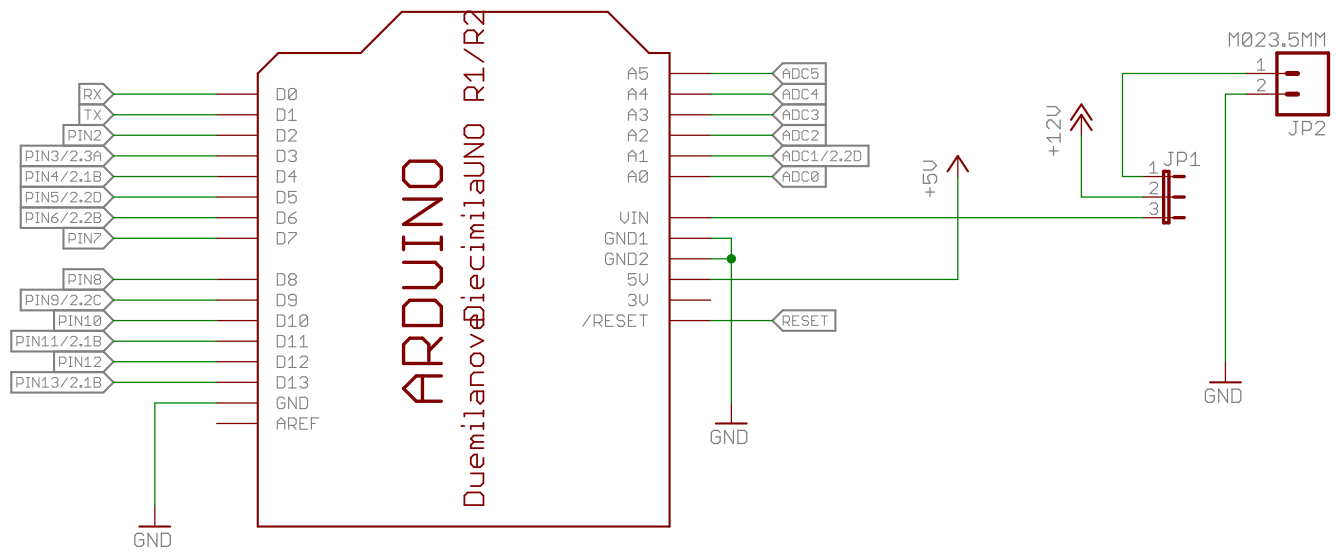 RX
TX
PIN2
PIN3/2.3A
PIN4/2.1B
PIN5/2.2D
PIN6/2.2B
PIN7
PIN8
PIN9/2.2C
PIN10
PIN11/2.1B
PIN12
PIN13/2.1B
GND
D0
D1
D2
D3
D4
D5
D6
D7
D8
D9
D10
D11
D12
D13
GND
AREF
ARDUINO
DuemilanoveDiecimilaUNO R1/R2
A5
A4
A3
A2
A1
A0
VIN
GND1
GND2
5V
3V
/RESET
ADC5
ADC4
ADC3
ADC2
ADC1/2.2D
ADC0
RESET
GND
+5V
+12V
JP1
1
2
3
M023.5MM
1
2
JP2
GND